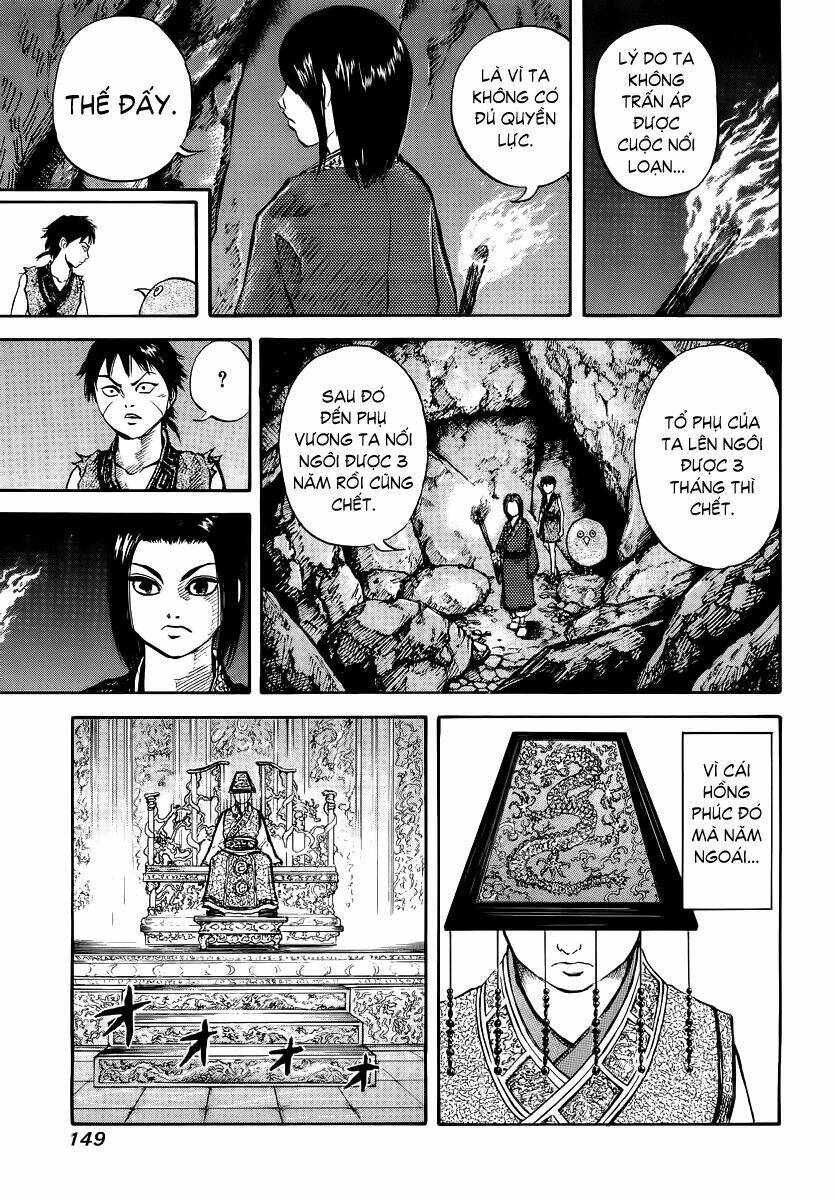 LÝ DO TA
KHÔNG
TRẤN ÁP
ĐƯỢC
CUỘC NỔI
LOẠN...
LÀ VÌ TA
KHÔNG CÓ
ĐỦ QUYỀN
LỰC.
THẾ ĐẤY.
TỔ PHỤ CỦA
TA LÊN NGÔI
ĐƯỢC 3
THÁNG THÌ
CHẾT.
SAU ĐÓ
ĐẾN PHỤ
VƯƠNG TA NỐI
NGÔI ĐƯỢC 3
NĂM RỒI CŨNG
CHẾT.
?
VÌ CÁI
HỒNG
PHÚC ĐÓ
MÀ NĂM
NGOÁI...
オオオオ
149